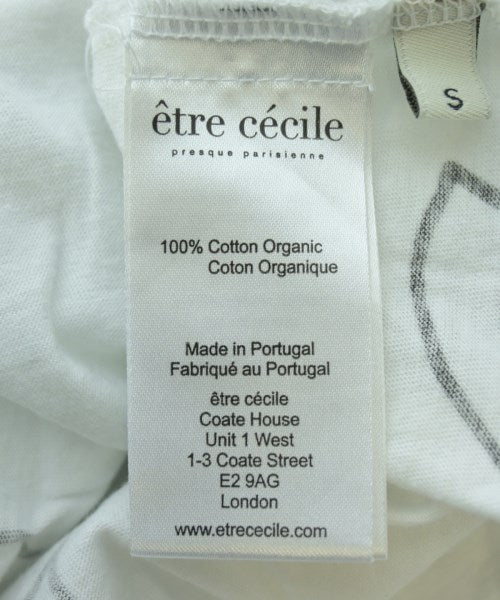 être cécile
presque parisienne
S
100% Cotton Organic
Coton Organique
Made in Portugal
Fabriqué au Portugal
être cécile
Coate House
Unit 1 West
1-3 Coate Street
E2 9AG
London
www.etrececile.com